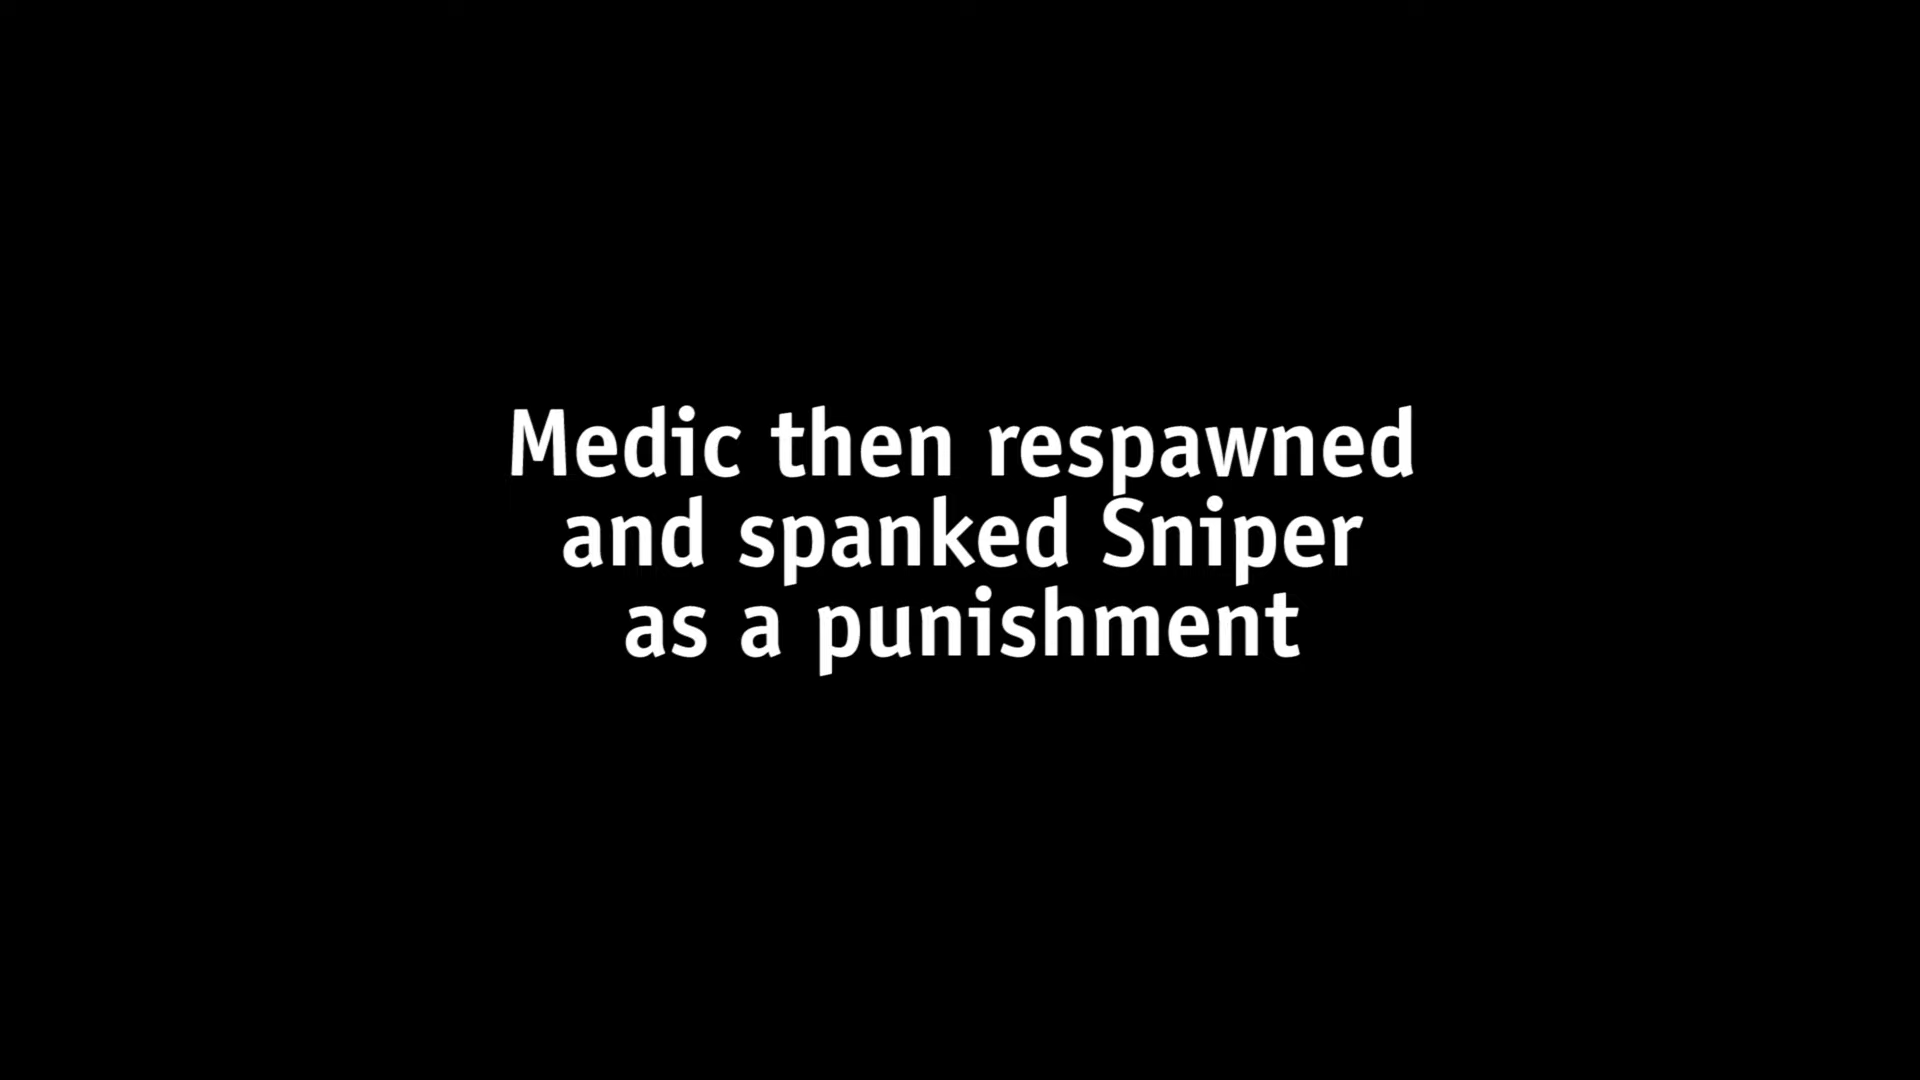 Medic then respawned
and spanked Sniper
as a punishment